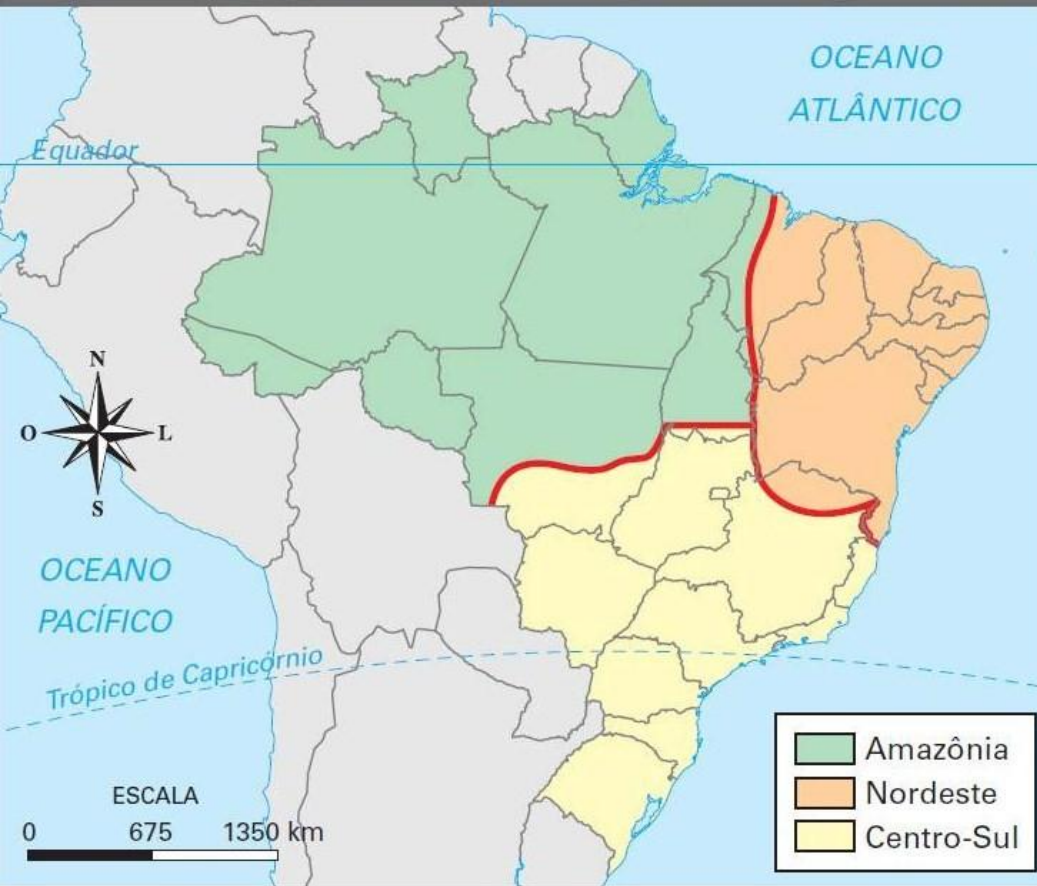 OCEANO
ATLÂNTICO
Equador
N
O
L
S
OCEANO
PACÍFICO
Trópico de Capricórnio
ESCALA
0 675 1350 km
Amazônia
Nordeste
Centro-Sul